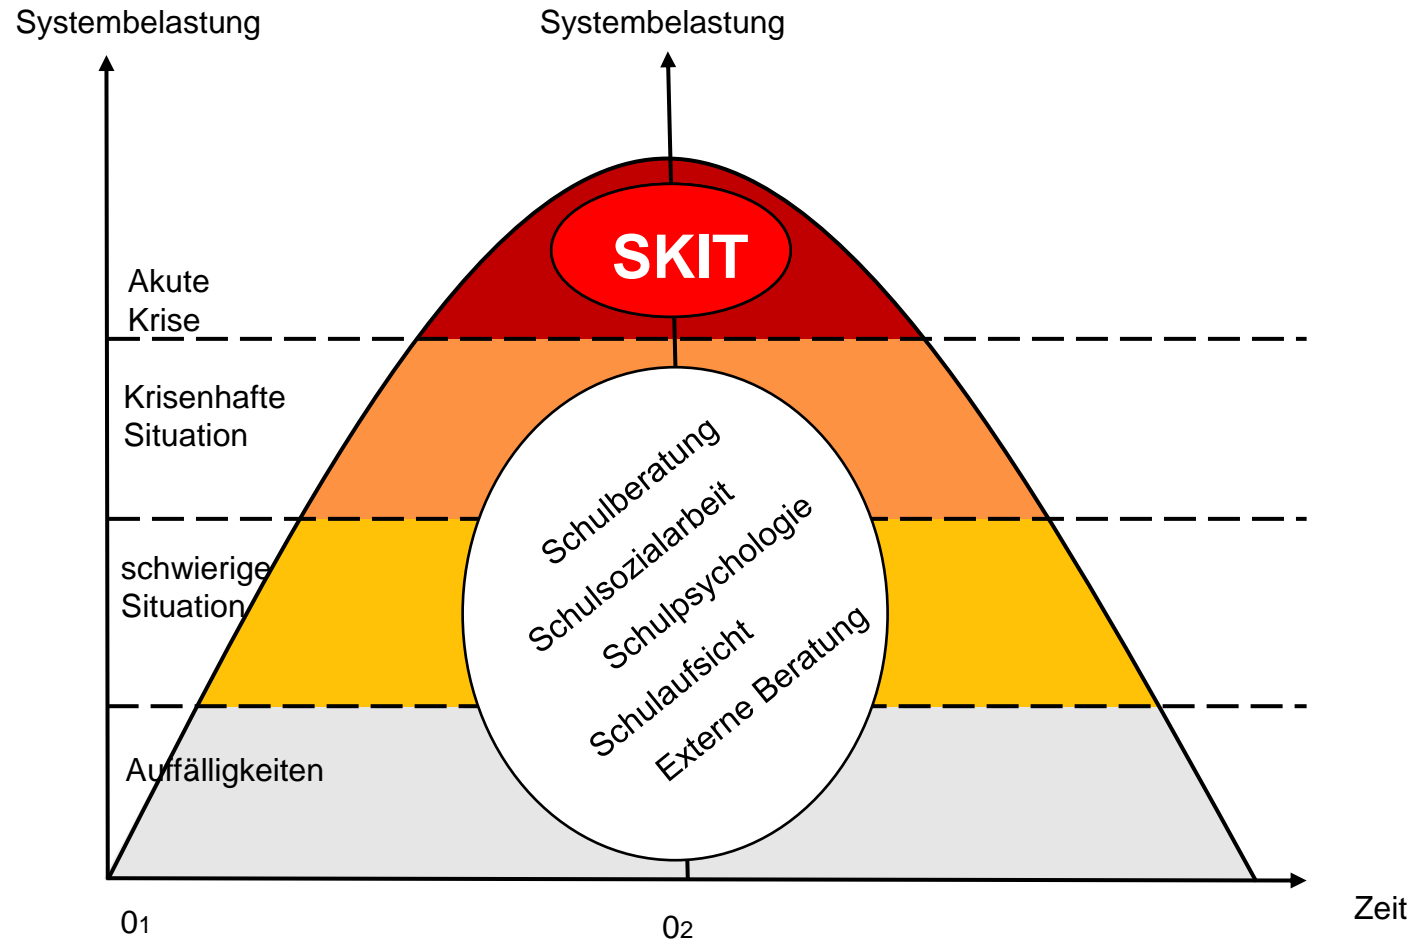 Systembelastung
Systembelastung
SKIT
Akute
Krise
Krisenhafte
Situation
schwierige
Situation
Auffälligkeiten
Schulberatung
Schulsozialarbeit
Schulpsychologie
Schulaufsicht
Externe Beratung
01
02
Zeit